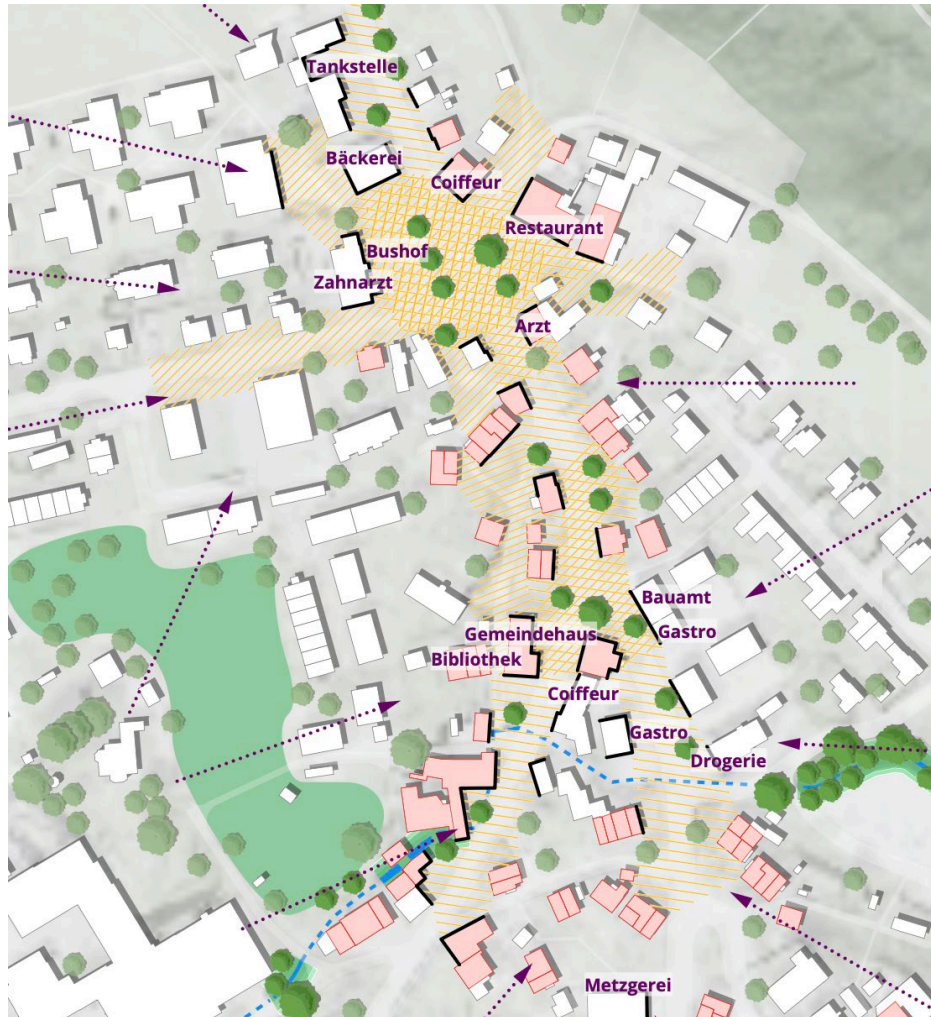 Tankstelle
Bäckerei
Coiffeur
Restaurant
Bushof
Zahnarzt
Arzt
Bauamt
Gemeindehaus
Gastro
Bibliothek
Coiffeur
Gastro
Drogerie
Metzgerei